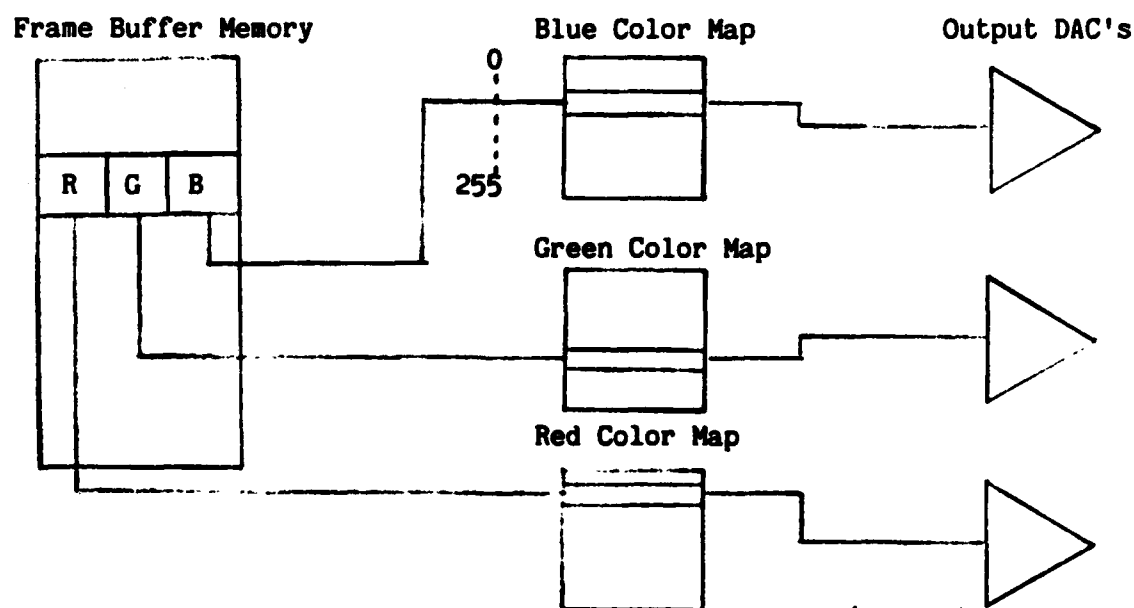 Frame Buffer Memory
Blue Color Map
Output DAC's
0
255
R G B
Green Color Map
Red Color Map